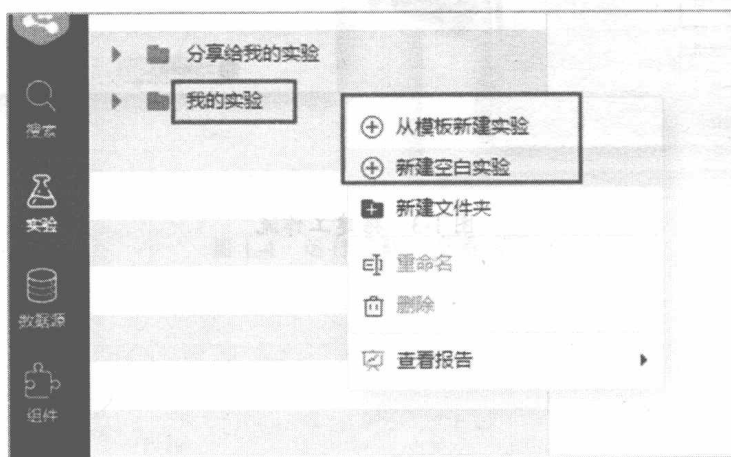 分享给我的实验
我的实验
搜索
实验
数据源
组件
从模板新建实验
新建空白实验
新建文件夹
重命名
删除
查看报告